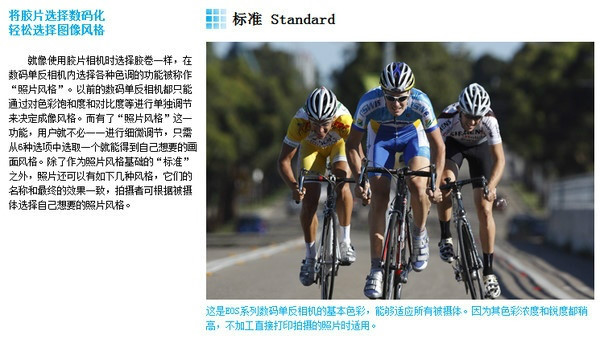 将胶片选择数码化
轻松选择图像风格
就像使用胶片相机时选择胶卷一样，在
数码单反相机内选择各种色调的功能被称作
“照片风格”。以前的数码单反相机都只能
通过对色彩饱和度和对比度等进行单独调节
来决定成像风格。而有了“照片风格”这一
功能，用户就不必一一进行细微调节，只需
从6种选项中选取一个就能得到自己想要的画
面风格。除了作为照片风格基础的“标准”
之外，照片还可以有如下几种风格，它们的
名称和最终的效果一致，拍摄者可根据被摄
体选择自己想要的照片风格。
标准 Standard
这是EOS系列数码单反相机的基本色彩，能够适应所有被摄体。因为其色彩浓度和锐度都稍
高，不加工直接打印拍摄的照片时适用。